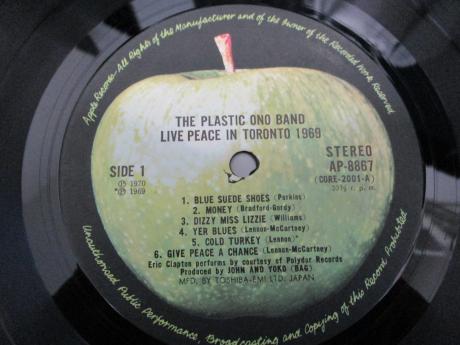 Apple Records-All Rights of the Manufacturer and of the Owner of the Recorded Work Reserved
THE PLASTIC ONO BAND
LIVE PEACE IN TORONTO 1969
SIDE 1
STEREO
AP-8867
(CORE-2001-A)
33⅓ r. p. m.
℗ 1970
*℗ 1969
1. BLUE SUEDE SHOES (Perkins)
2. MONEY (Bradford-Gordy)
3. DIZZY MISS LIZZIE (Williams)
4. YER BLUES (Lennon-McCartney)
5. COLD TURKEY (Lennon)*
6. GIVE PEACE A CHANCE (Lennon-McCartney)
Eric Clapton performs by courtesy of Polydor Records
Produced by JOHN AND YOKO (BAG)
MFD. BY TOSHIBA-EMI LTD. JAPAN
Unauthorised Public Performance, Broadcasting and Copying of this Record Prohibited